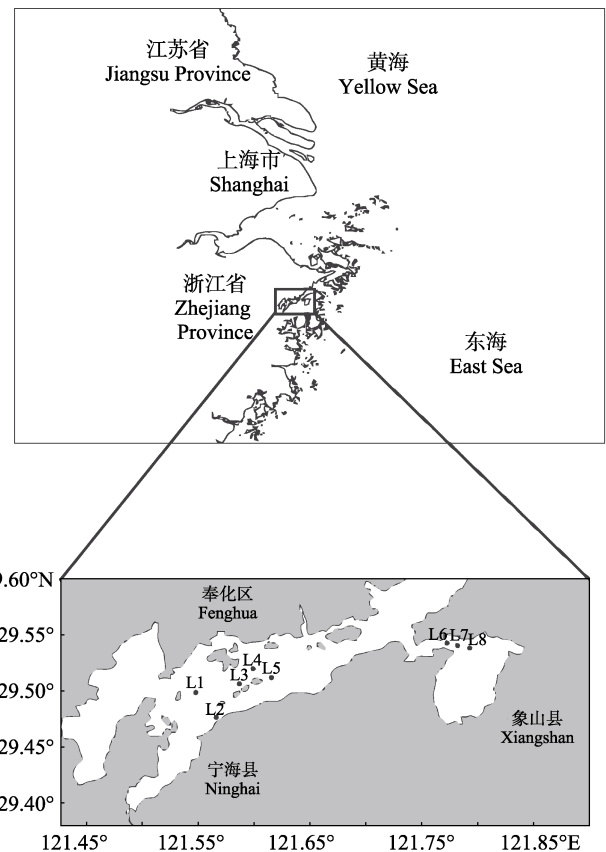 江苏省
Jiangsu Province
黄海
Yellow Sea
上海市
Shanghai
浙江省
Zhejiang
Province
东海
East Sea
9.60°N
29.55°
29.50°
29.45°
29.40°
奉化区
Fenghua
L6 L7 L8
L4
L5
L3
L1
L2
象山县
Xiangshan
宁海县
Ninghai
121.45° 121.55° 121.65° 121.75° 121.85°E